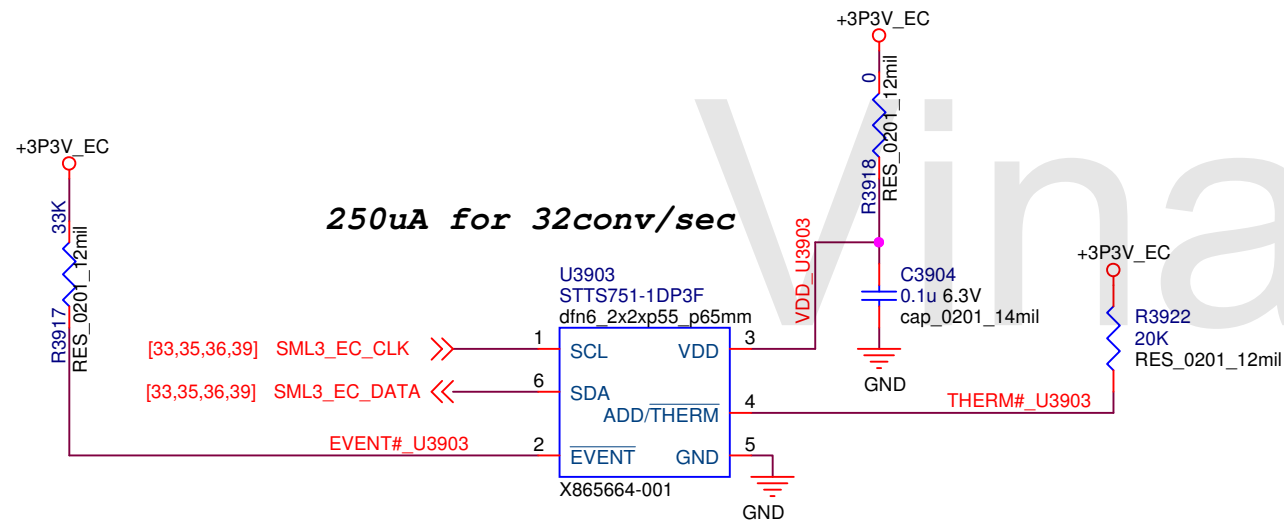 +3P3V_EC
0
RES_0201_12mil
R3918
+3P3V_EC
33K
RES_0201_12mil
R3917
250uA for 32conv/sec
VDD_U3903
+3P3V_EC
U3903
STTS751-1DP3F
dfn6_2x2xp55_p65mm
C3904
0.1u 6.3V
cap_0201_14mil
GND
R3922
20K
RES_0201_12mil
[33,35,36,39] SML3_EC_CLK
1
SCL
VDD
3
[33,35,36,39] SML3_EC_DATA
6
SDA
ADD/THERM
4
THERM#_U3903
EVENT#_U3903
2
EVENT
GND
5
X865664-001
GND
Vina